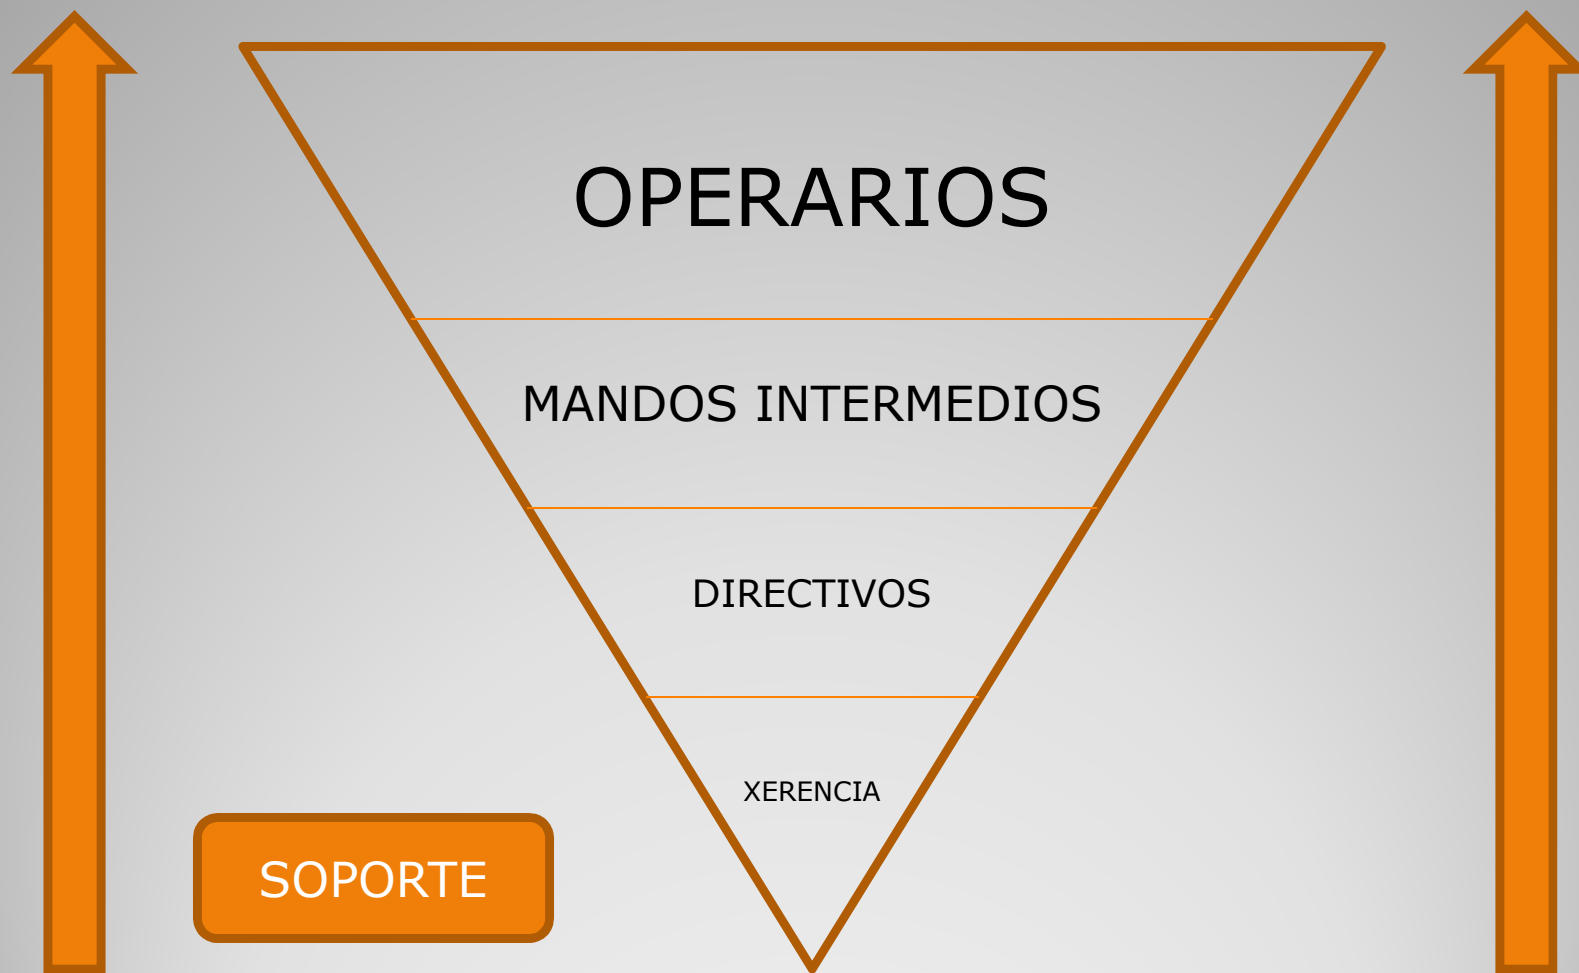 OPERARIOS
MANDOS INTERMEDIOS
DIRECTIVOS
XERENCIA
SOPORTE